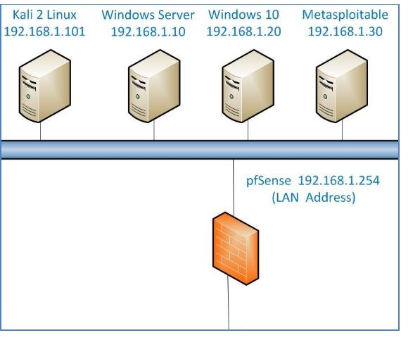 Kali 2 Linux
192.168.1.101
Windows Server
192.168.1.10
Windows 10
192.168.1.20
Metasploitable
192.168.1.30
pfSense 192.168.1.254
(LAN Address)